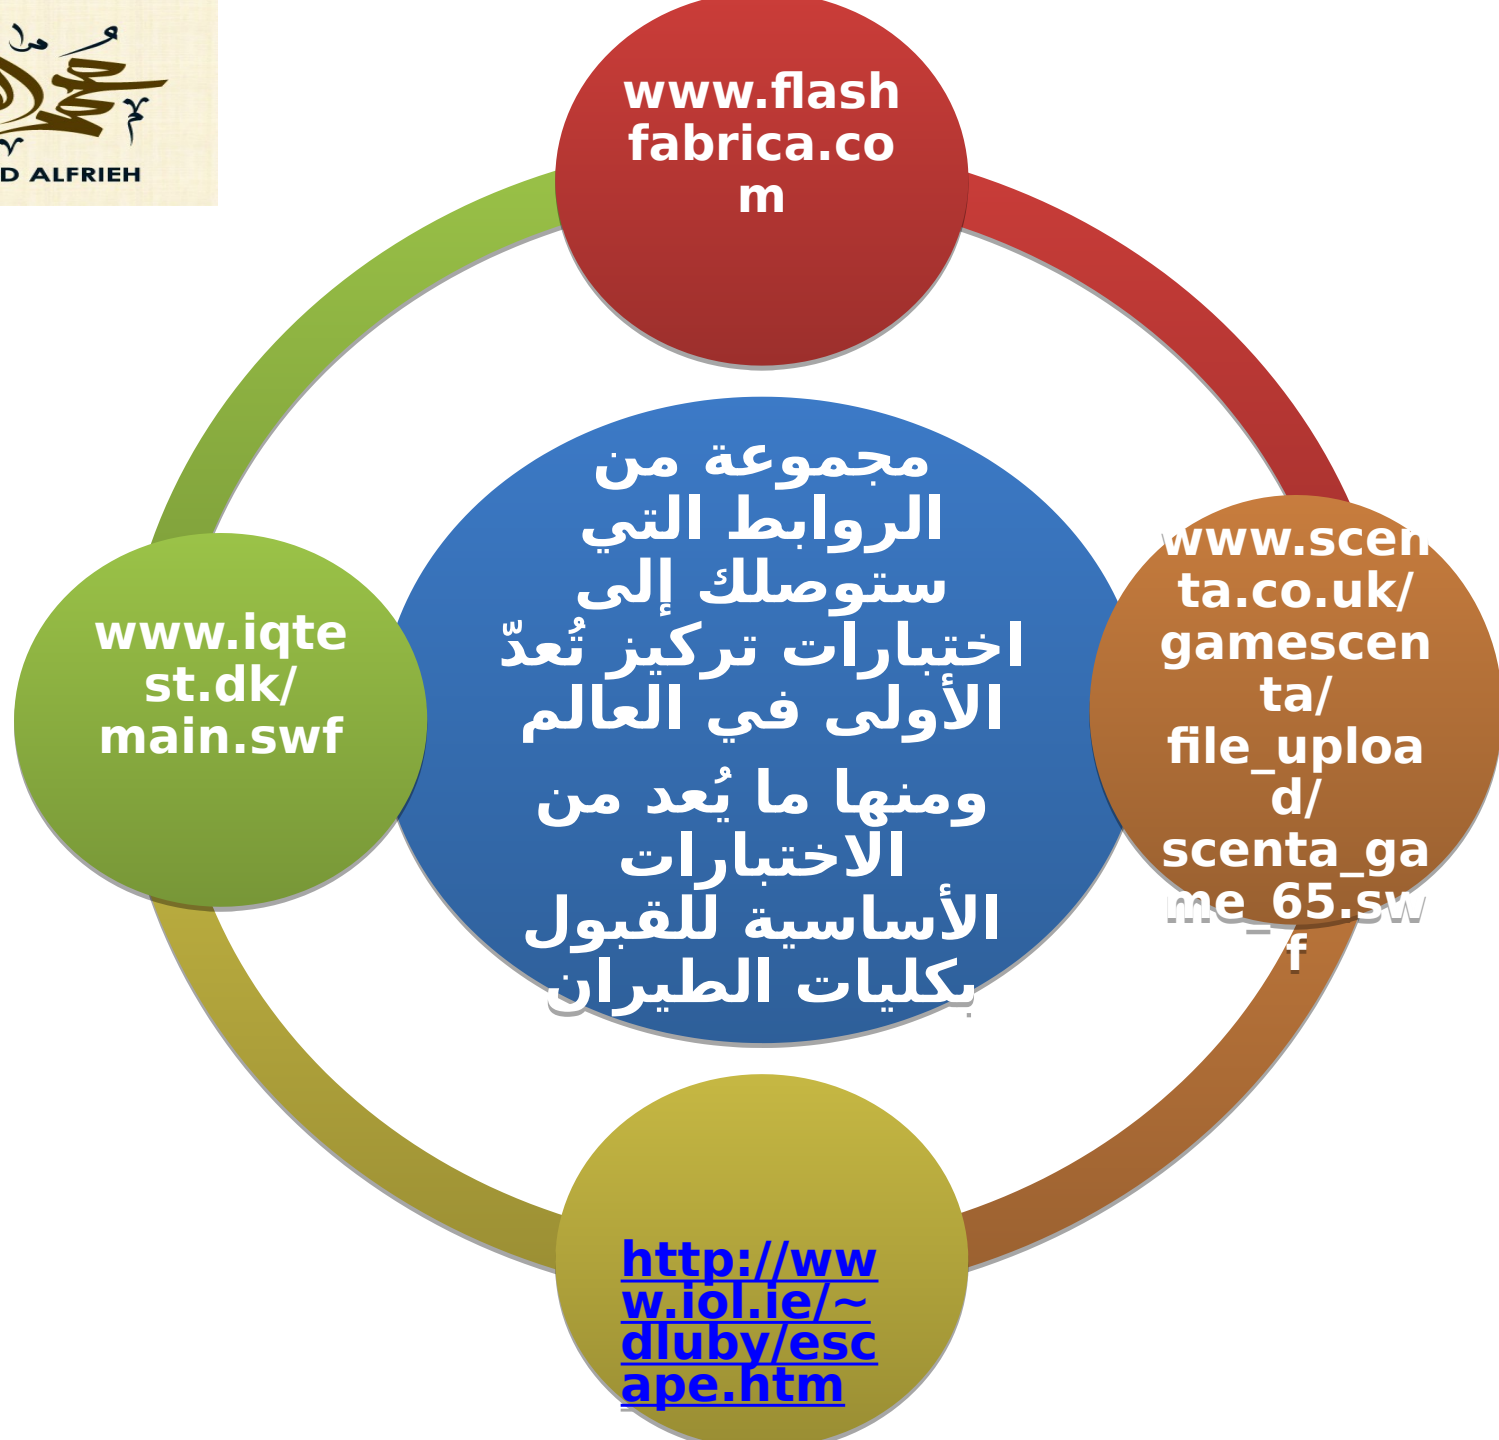 D ALFRIEH
www.flash
fabrica.co
m
مجموعة من
الروابط التي
ستوصلك إلى
اختبارات تركيز تُعدّ
الأولى في العالم
ومنها ما يُعد من
الاختبارات
الأساسية للقبول
بكليات الطيران
www.scen
ta.co.uk/
gamescen
ta/
file_uploa
d/
scenta_ga
me_65.sw
f
http://ww
w.iol.ie/~
dluby/esc
ape.htm
www.iqte
st.dk/
main.swf